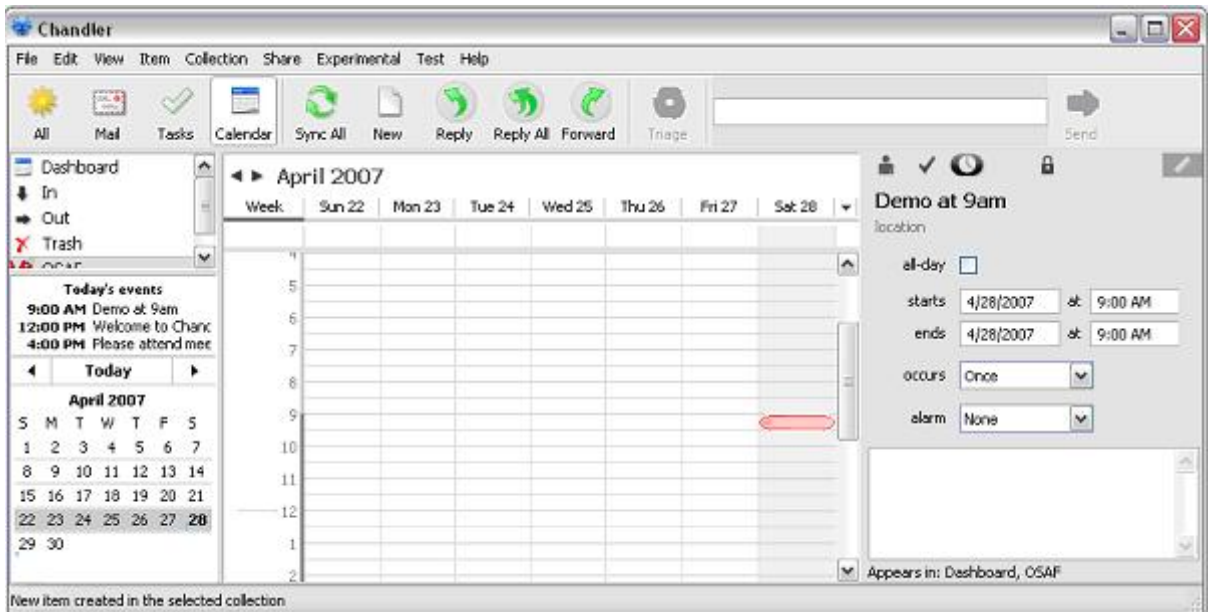 Chandler
File Edit View Item Collection Share Experimental Test Help
All Mail Tasks Calendar Sync All New Reply Reply All Forward Triage Send
Dashboard
In
Out
Trash
OSAF
Today's events
9:00 AM Demo at 9am
12:00 PM Welcome to Chanc
4:00 PM Please attend mee
Today
April 2007
S M T W T F S
1 2 3 4 5 6 7
8 9 10 11 12 13 14
15 16 17 18 19 20 21
22 23 24 25 26 27 28
29 30
April 2007
Week Sun 22 Mon 23 Tue 24 Wed 25 Thu 26 Fri 27 Sat 28
4
5
6
7
8
9
10
11
12
1
2
Demo at 9am
location
all-day
starts 4/28/2007 at 9:00 AM
ends 4/28/2007 at 9:00 AM
occurs Once
alarm None
Appears in: Dashboard, OSAF
New item created in the selected collection